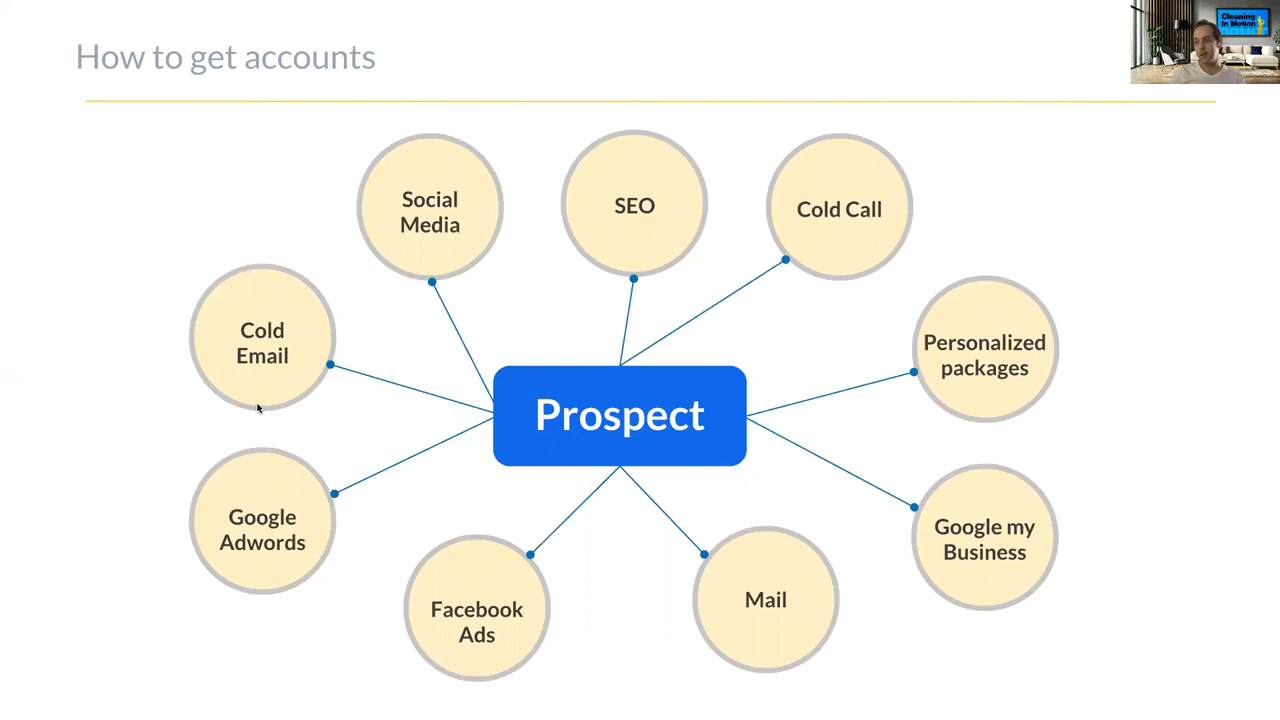 How to get accounts
Cleaning
In Motion
Social
Media
SEO
Cold Call
Cold
Email
Personalized
packages
Prospect
Google
Adwords
Google my
Business
Facebook
Ads
Mail